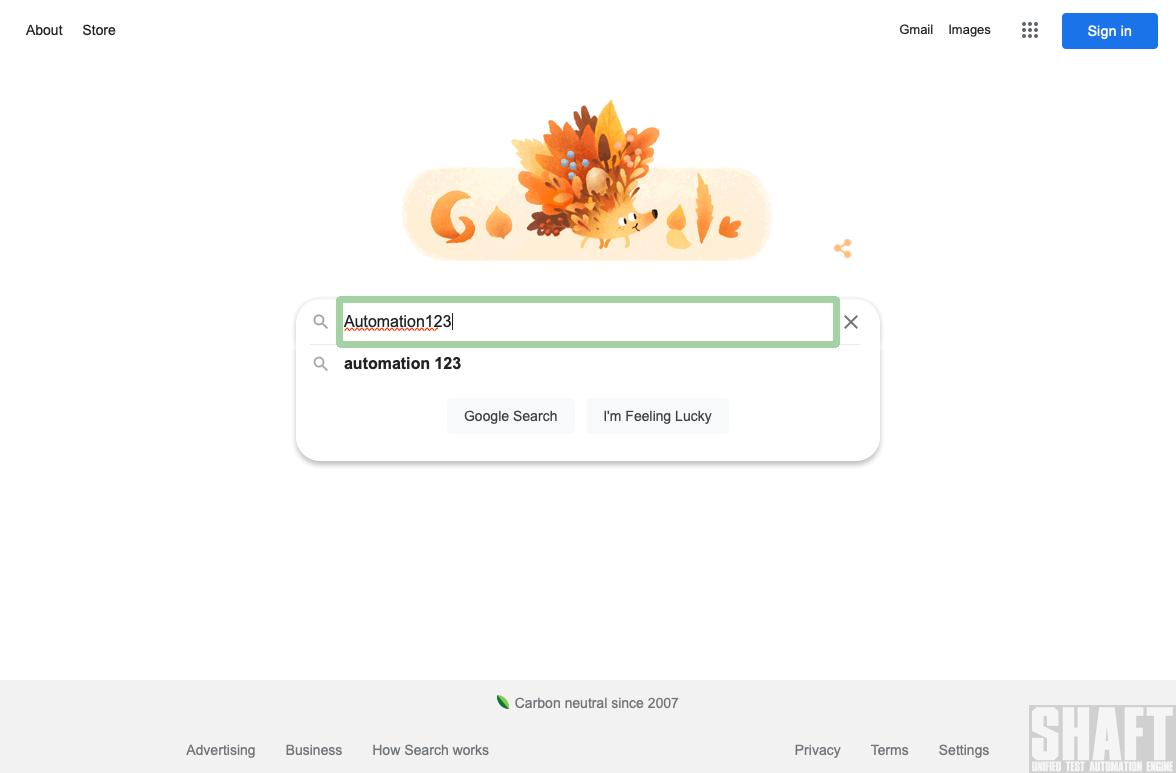 About Store Gmail Images Sign in
Automation123
automation 123
Google Search I'm Feeling Lucky
Carbon neutral since 2007
Advertising Business How Search works Privacy Terms Settings
SHAFT
UNIFIED TEST AUTOMATION ENGINE